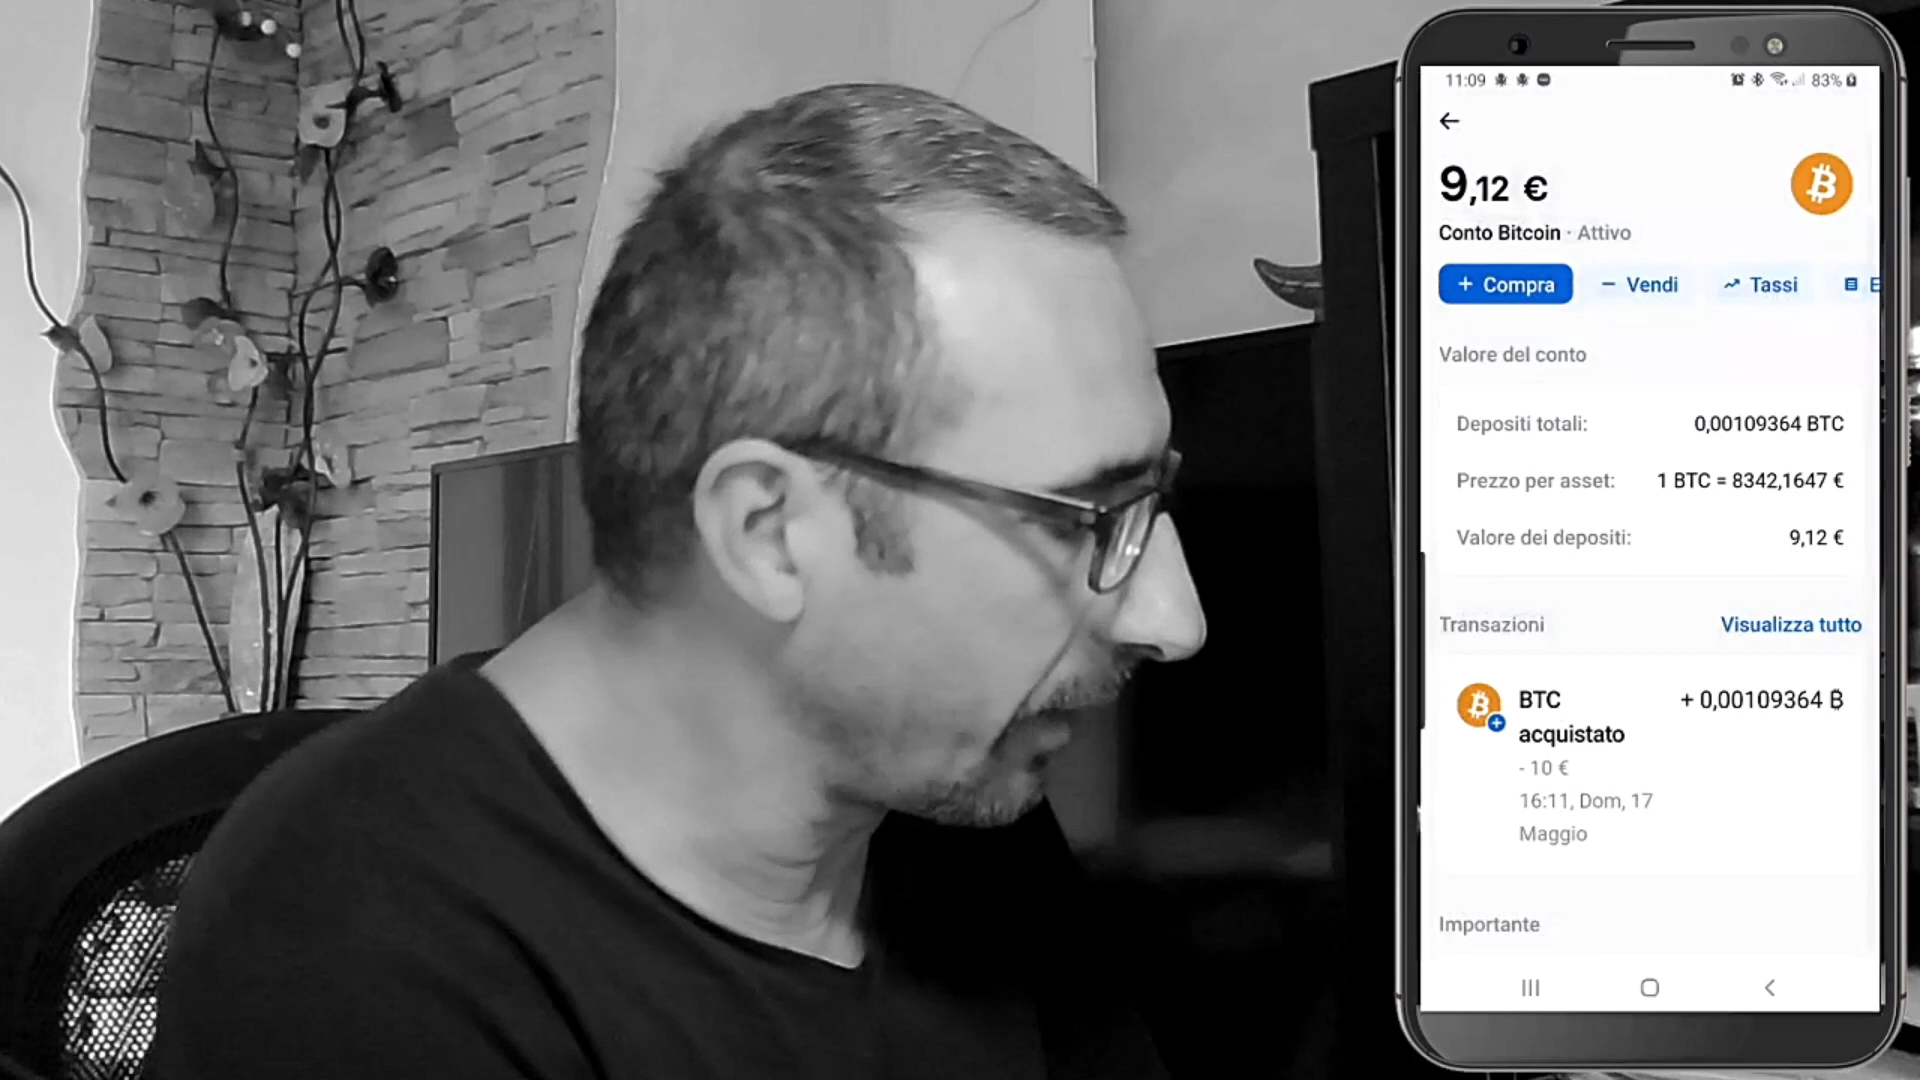 11:09 83%
9,12 €
Conto Bitcoin · Attivo
+ Compra − Vendi Tassi E
Valore del conto
Depositi totali: 0,00109364 BTC
Prezzo per asset: 1 BTC = 8342,1647 €
Valore dei depositi: 9,12 €
Transazioni Visualizza tutto
BTC + 0,00109364 ₿
acquistato
- 10 €
16:11, Dom, 17
Maggio
Importante